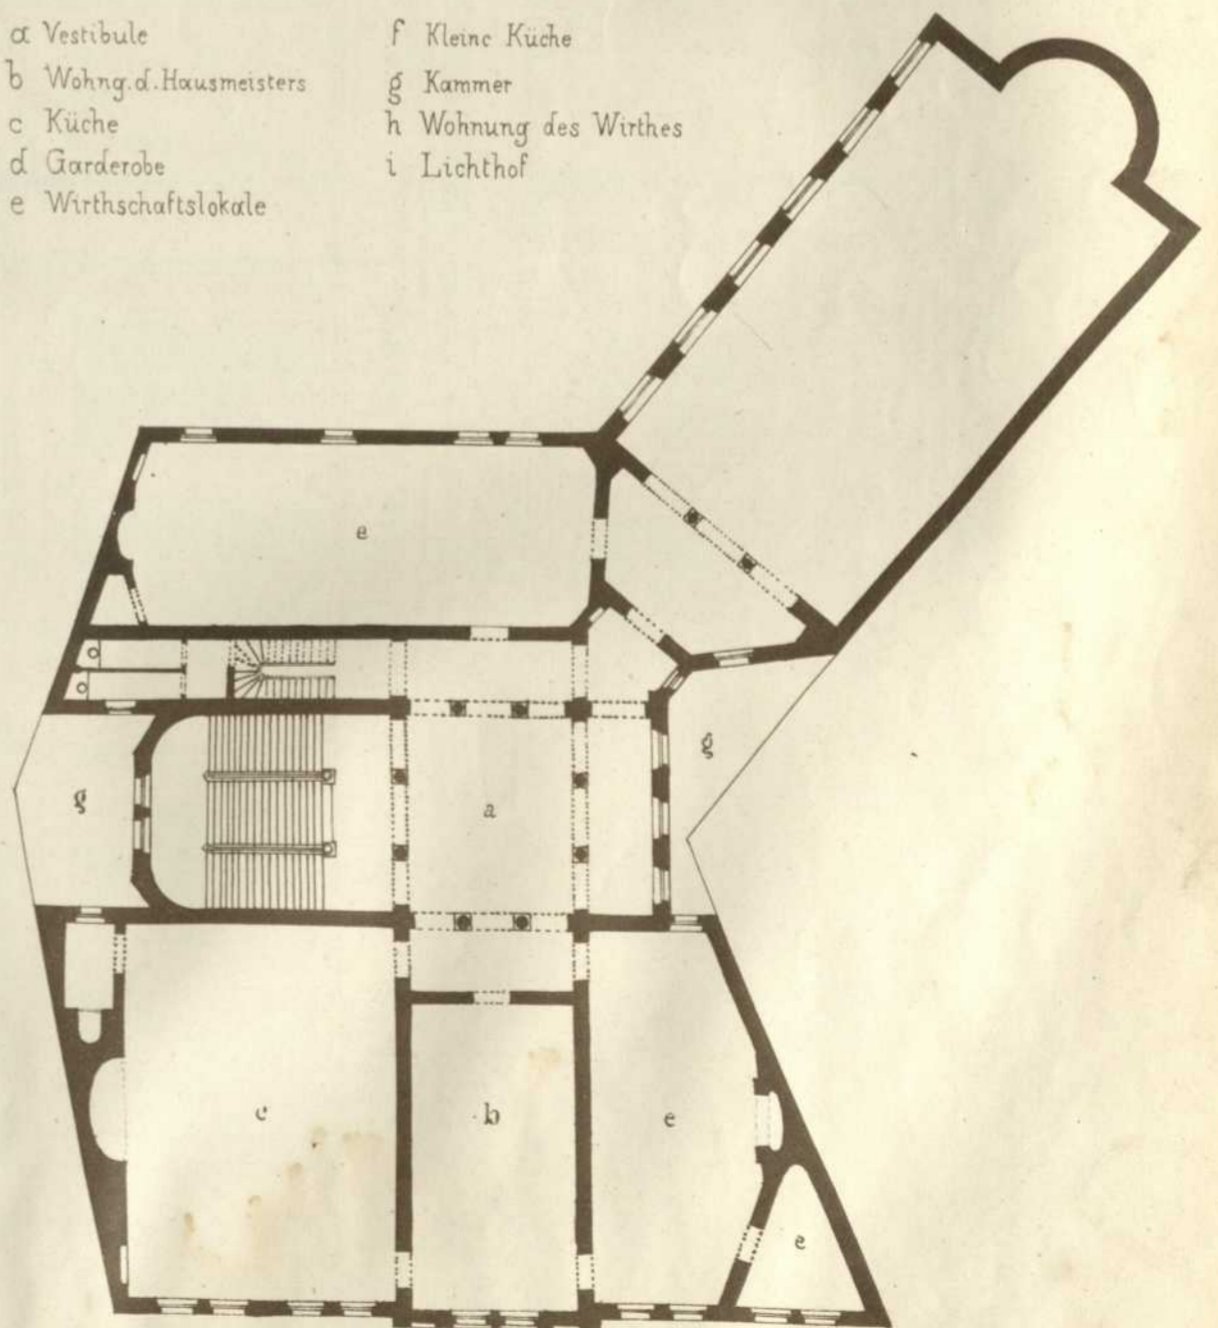 a Vestibule
b Wohng. d. Hausmeisters
c Küche
d Garderobe
e Wirthschaftslokale
f Kleine Küche
g Kammer
h Wohnung des Wirthes
i Lichthof
e
g
g
a
c
b
e
e